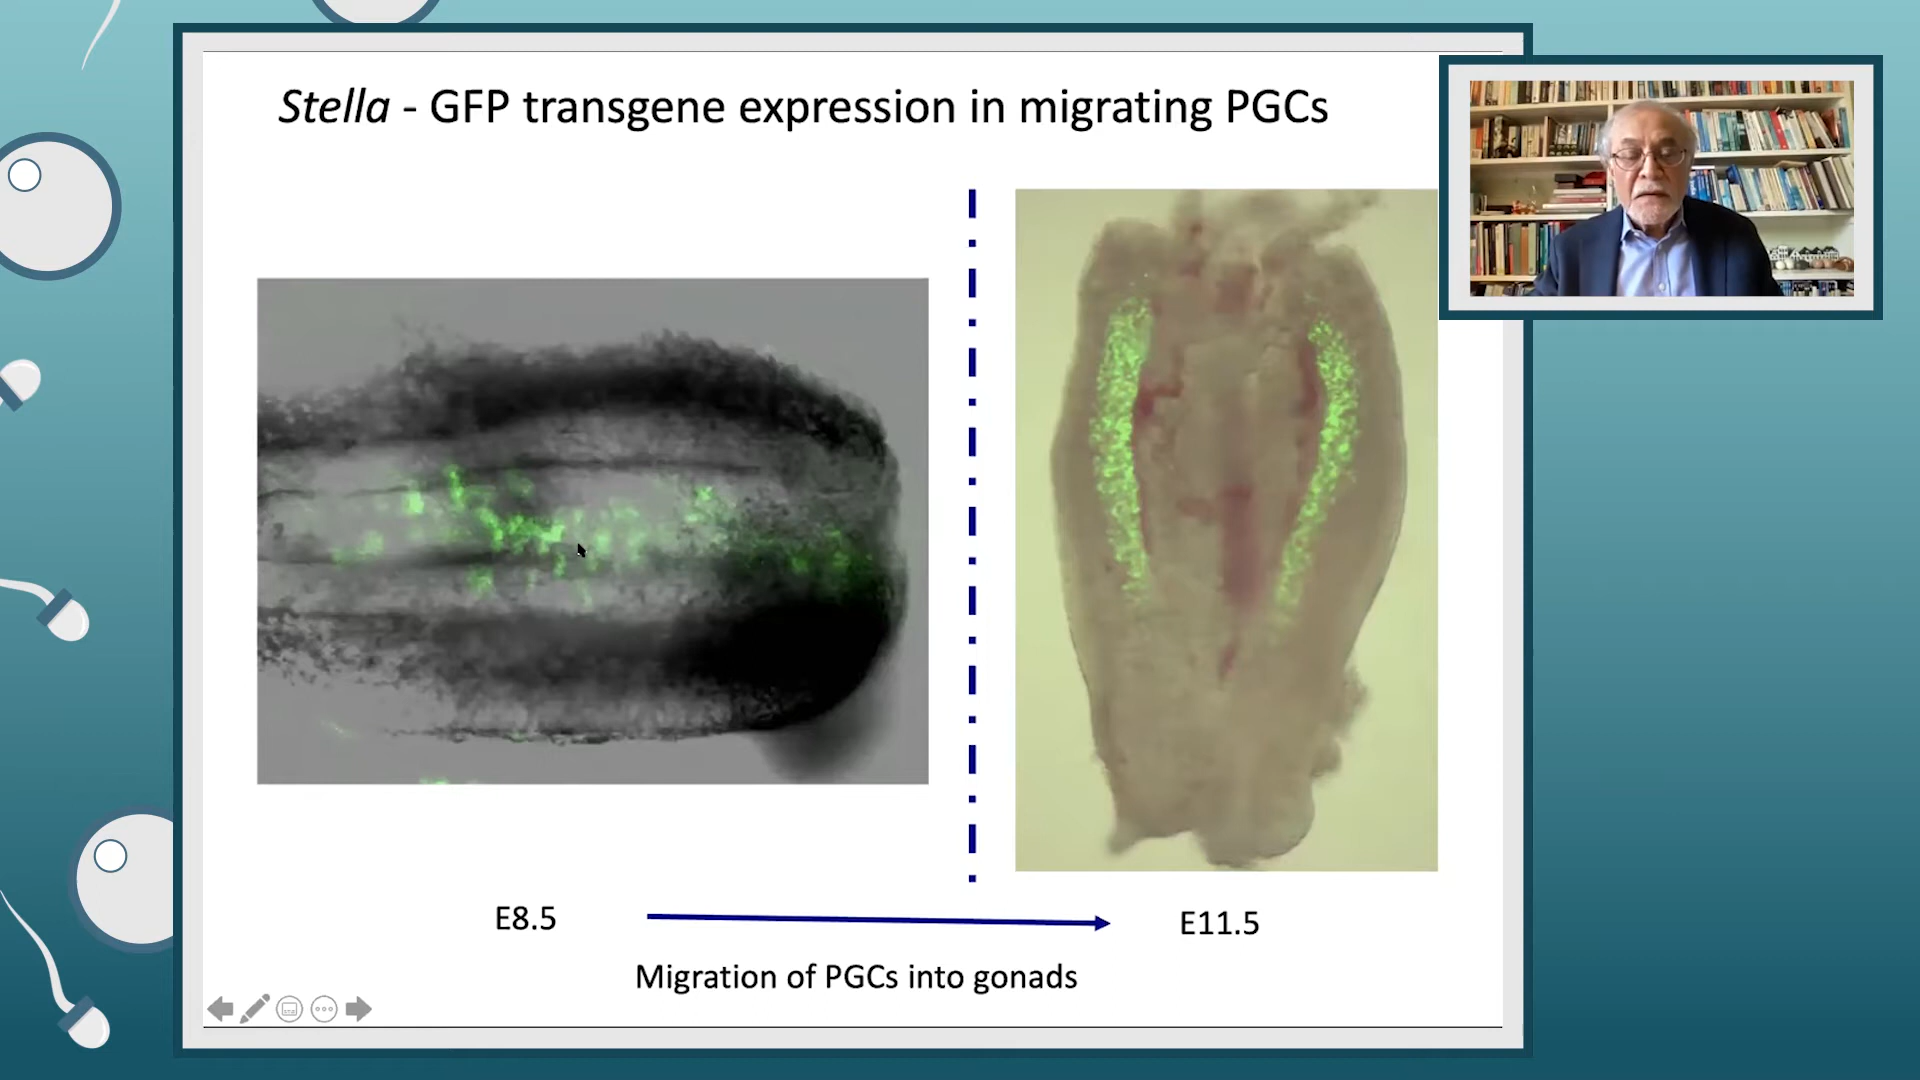 Stella - GFP transgene expression in migrating PGCs
E8.5
E11.5
Migration of PGCs into gonads